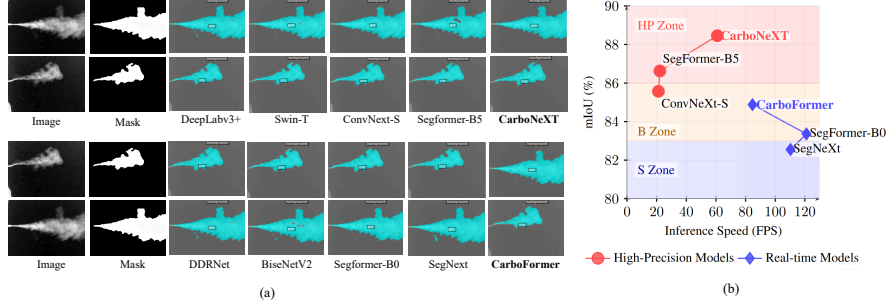 Image Mask DeepLabv3+ Swin-T ConvNext-S Segformer-B5 CarboNeXT
Image Mask DDRNet BiseNetV2 Segformer-B0 SegNext CarboFormer
(a)
90
88
86
84
82
80
mIoU (%)
HP Zone
CarboNeXT
SegFormer-B5
ConvNeXt-S
CarboFormer
B Zone
SegFormer-B0
SegNeXt
S Zone
0 20 40 60 80 100 120
Inference Speed (FPS)
High-Precision Models Real-time Models
(b)